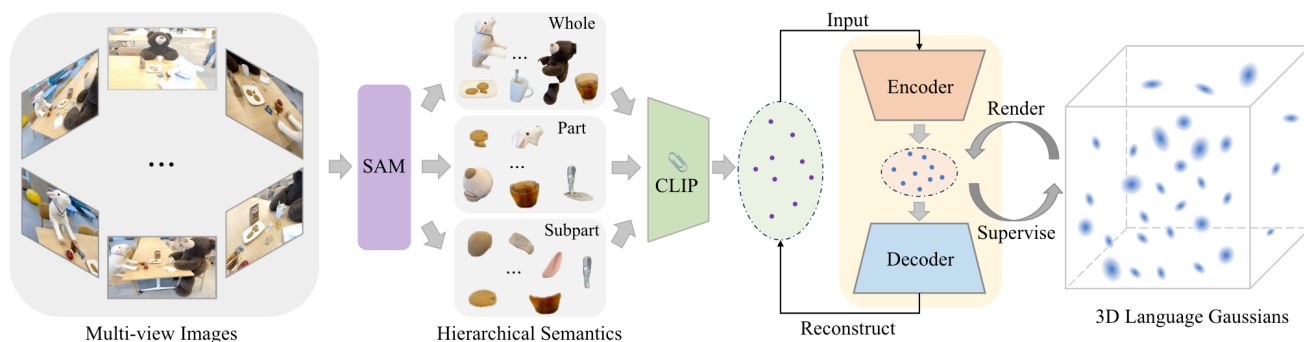 Whole
Part
Subpart
SAM
CLIP
Input
Encoder
Decoder
Reconstruct
Render
Supervise
Multi-view Images
Hierarchical Semantics
3D Language Gaussians